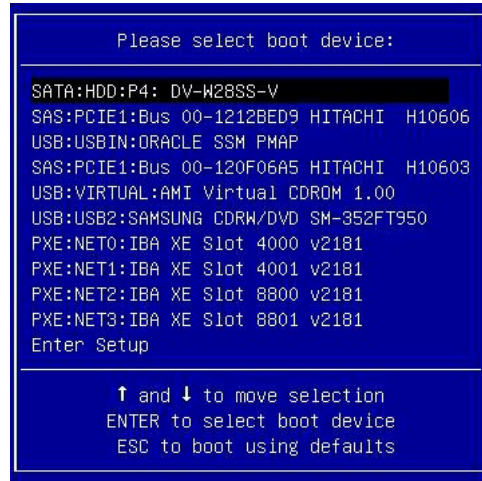 Please select boot device:
SATA:HDD:P4: DV-W28SS-V
SAS:PCIE1:Bus 00-1212BED9 HITACHI  H10606
USB:USBIN:ORACLE SSM PMAP
SAS:PCIE1:Bus 00-120F06A5 HITACHI  H10603
USB:VIRTUAL:AMI Virtual CDROM 1.00
USB:USB2:SAMSUNG CDRW/DVD SM-352FT950
PXE:NET0:IBA XE Slot 4000 v2181
PXE:NET1:IBA XE Slot 4001 v2181
PXE:NET2:IBA XE Slot 8800 v2181
PXE:NET3:IBA XE Slot 8801 v2181
Enter Setup
↑ and ↓ to move selection
ENTER to select boot device
ESC to boot using defaults